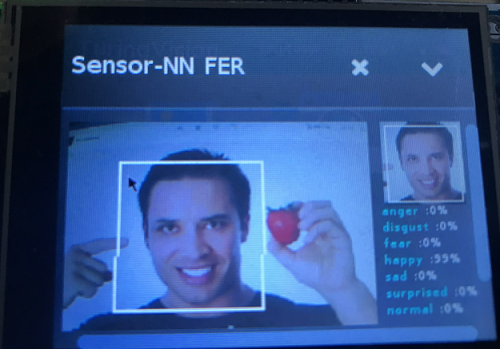 Sensor-NN FER
anger :0%
disgust :0%
fear :0%
happy :99%
sad :0%
surprised :0%
normal :0%